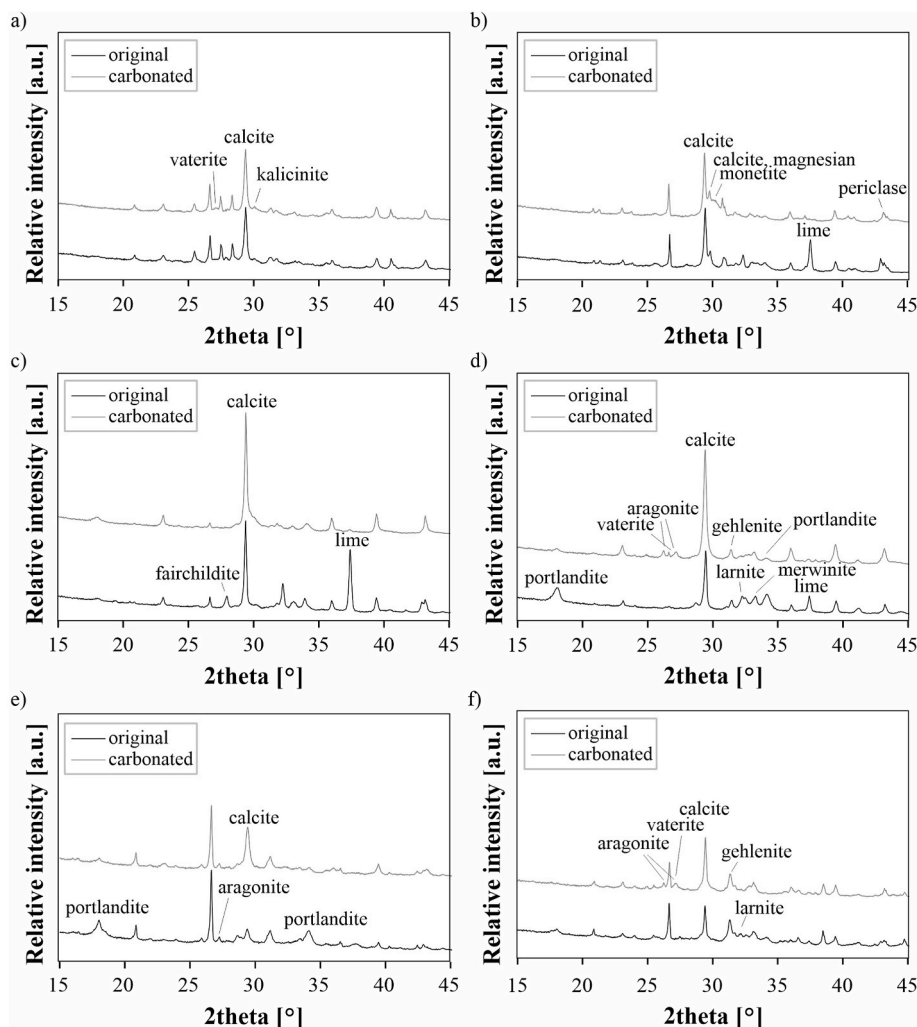 a)
original
carbonated
Relative intensity [a.u.]
calcite
vaterite
kalicinite
15 20 25 30 35 40 45
2theta [°]
b)
original
carbonated
Relative intensity [a.u.]
calcite
calcite, magnesian
monetite
periclase
lime
15 20 25 30 35 40 45
2theta [°]
c)
original
carbonated
Relative intensity [a.u.]
calcite
lime
fairchildite
15 20 25 30 35 40 45
2theta [°]
d)
original
carbonated
Relative intensity [a.u.]
calcite
aragonite
vaterite
gehlenite
portlandite
larnite
merwinite
portlandite
lime
15 20 25 30 35 40 45
2theta [°]
e)
original
carbonated
Relative intensity [a.u.]
calcite
aragonite
portlandite
portlandite
15 20 25 30 35 40 45
2theta [°]
f)
original
carbonated
Relative intensity [a.u.]
calcite
vaterite
aragonite
gehlenite
larnite
15 20 25 30 35 40 45
2theta [°]